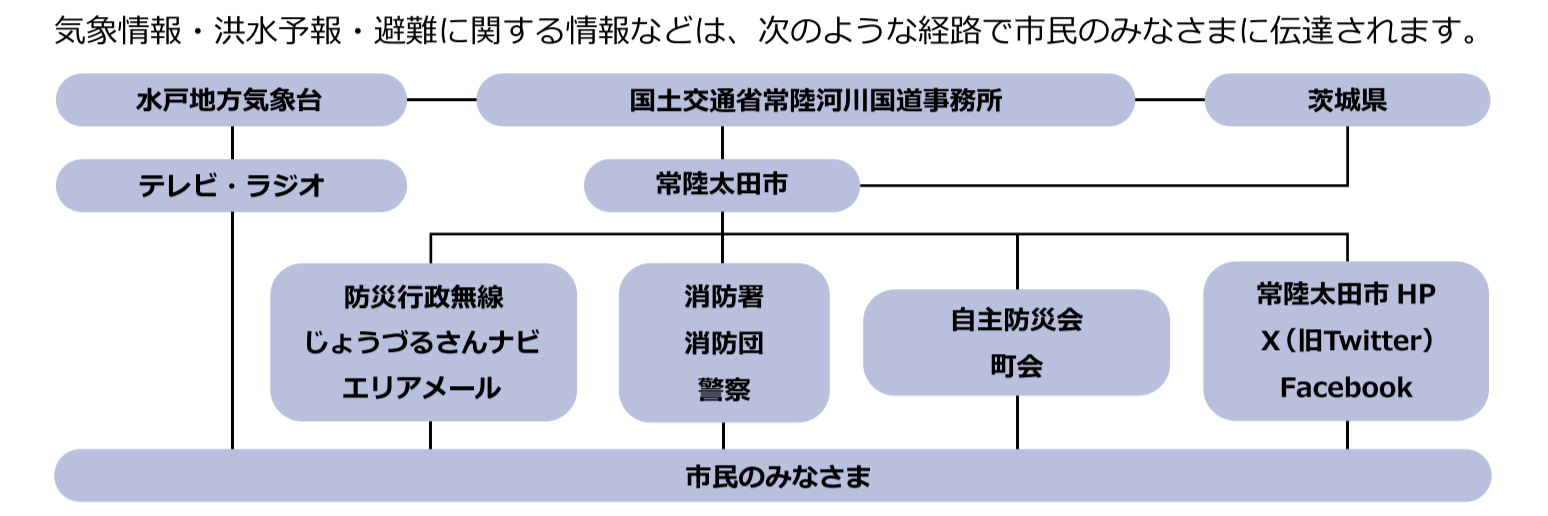 気象情報・洪水予報・避難に関する情報などは、次のような経路で市民のみなさまに伝達されます。
水戸地方気象台
国土交通省常陸河川国道事務所
茨城県
テレビ・ラジオ
常陸太田市
防災行政無線
じょうづるさんナビ
エリアメール
消防署
消防団
警察
自主防災会
町会
常陸太田市 HP
X（旧Twitter）
Facebook
市民のみなさま